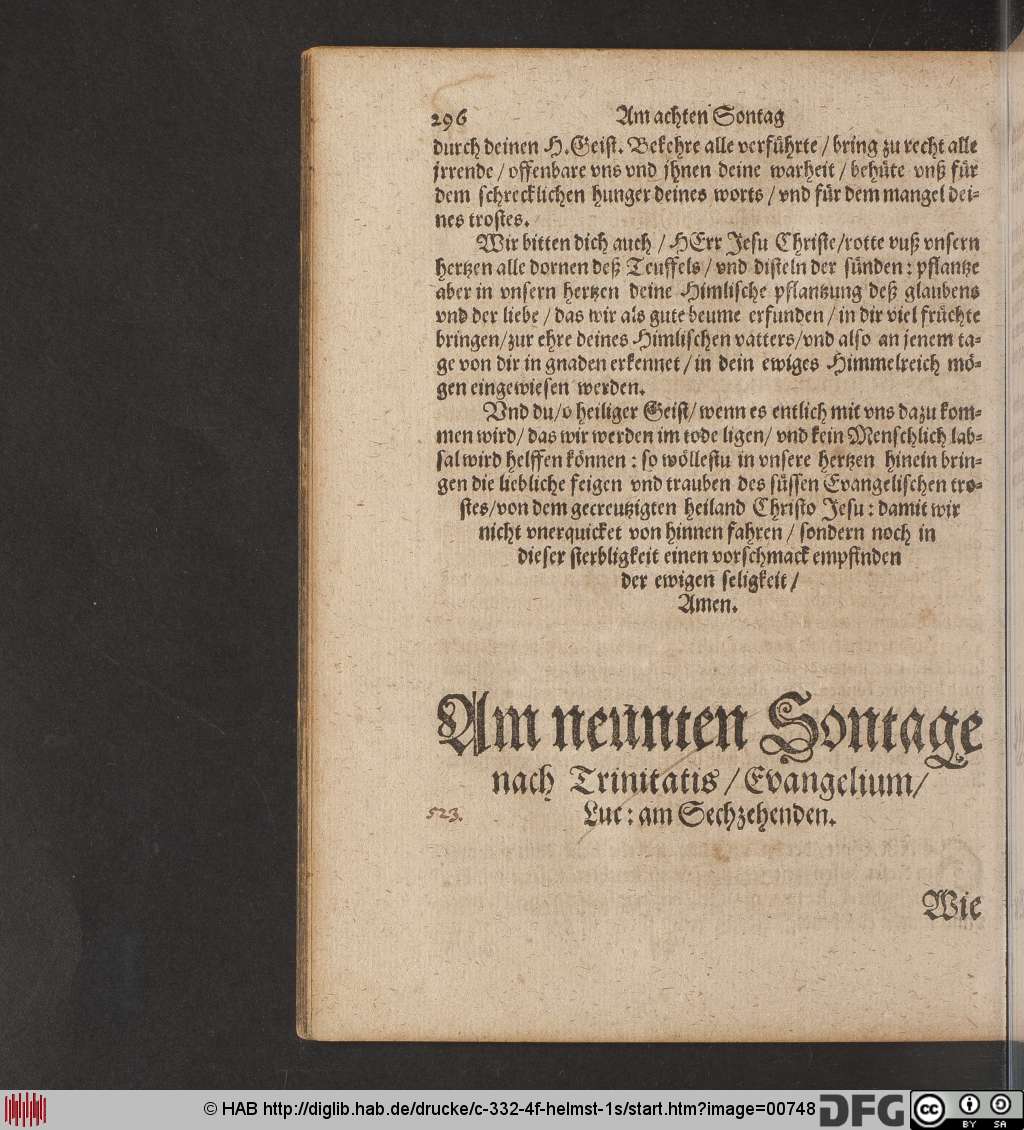 296 Am achten Sontag
durch deinen H. Geist. Bekehre alle verführte / bring zu recht alle
jrrende / offenbare vns vnd jhnen deine warheit / behüte vnß für
dem schrecklichen hunger deines worts / vnd für dem mangel dei-
nes trostes.
Wir bitten dich auch / HErr Jesu Christe/rotte vuß vnsern
hertzen alle dornen deß Teuffels / vnd disteln der sünden : pflantze
aber in vnsern hertzen deine Himlische pflantzung deß glaubens
vnd der liebe / das wir als gute beume erfunden / in dir viel früchte
bringen/zur ehre deines Himlischen vatters/vnd also an jenem ta-
ge von dir in gnaden erkennet / in dein ewiges Himmelreich mö-
gen eingewiesen werden.
Vnd du/o heiliger Geist/ wenn es entlich mit vns dazu kom-
men wird/ das wir werden im tode ligen/ vnd kein Menschlich lab-
sal wird helffen können : so wöllestu in vnsere hertzen hinein brin-
gen die liebliche feigen vnd trauben des süssen Evangelischen tro-
stes/von dem gecreutzigten heiland Christo Jesu : damit wir
nicht vnerquicket von hinnen fahren / sondern noch in
dieser sterbligkeit einen vorschmack empfinden
der ewigen seligkeit /
Amen.
Am neunten Sontage
nach Trinitatis / Evangelium/
523. Luc : am Sechzehenden.
Wie
© HAB http://diglib.hab.de/drucke/c-332-4f-helmst-1s/start.htm?image=00748 DFG cc BY SA